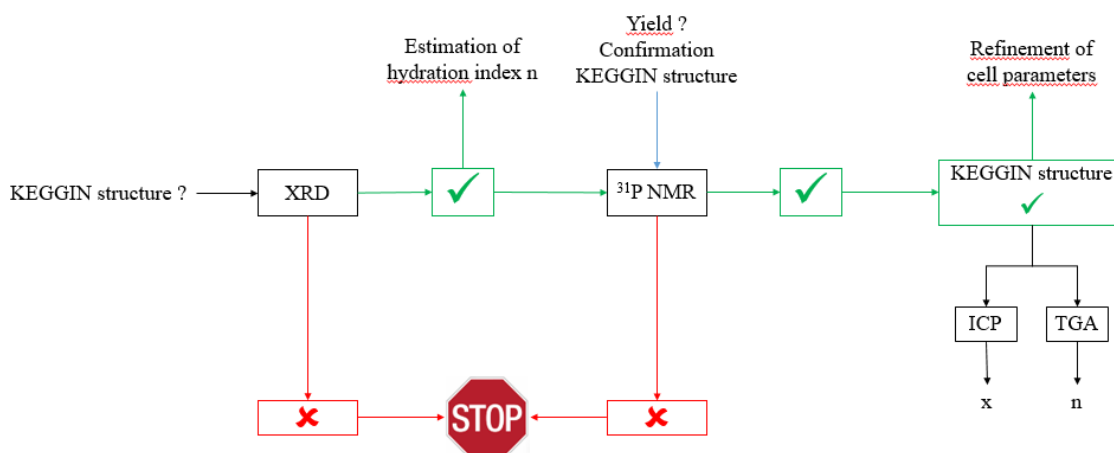 Estimation of
hydration index n
Yield ?
Confirmation
KEGGIN structure
Refinement of
cell parameters
KEGGIN structure ?
XRD
✓
³¹P NMR
✓
KEGGIN structure
✓
ICP
TGA
x
n
✘
STOP
✘